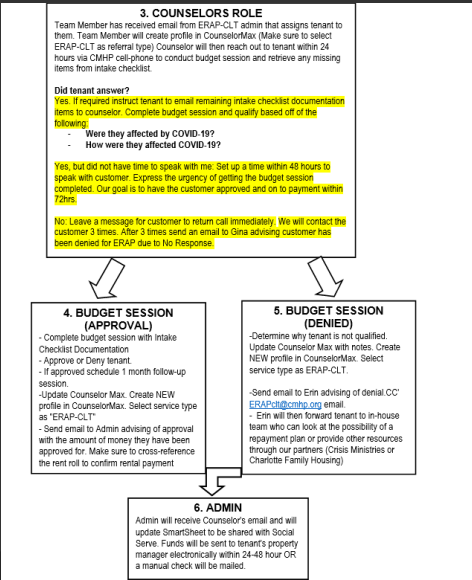 3. COUNSELORS ROLE
Team Member has received email from ERAP-CLT admin that assigns tenant to
them. Team Member will create profile in CounselorMax (Make sure to select
ERAP-CLT as referral type) Counselor will then reach out to tenant within 24
hours via CMHP cell-phone to conduct budget session and retrieve any missing
items from intake checklist.
Did tenant answer?
Yes. If required instruct tenant to email remaining intake checklist documentation
items to counselor. Complete budget session and qualify based off of the
following:
- Were they affected by COVID-19?
- How were they affected COVID-19?
Yes, but did not have time to speak with me: Set up a time within 48 hours to
speak with customer. Express the urgency of getting the budget session
completed. Our goal is to have the customer approved and on to payment within
72hrs.
No: Leave a message for customer to return call immediately. We will contact the
customer 3 times. After 3 times send an email to Gina advising customer has
been denied for ERAP due to No Response.
4. BUDGET SESSION
(APPROVAL)
- Complete budget session with Intake
Checklist Documentation
- Approve or Deny tenant.
- If approved schedule 1 month follow-up
session.
-Update Counselor Max. Create NEW
profile in CounselorMax. Select service type
as "ERAP-CLT"
- Send email to Admin advising of approval
with the amount of money they have been
approved for. Make sure to cross-reference
the rent roll to confirm rental payment
5. BUDGET SESSION
(DENIED)
-Determine why tenant is not qualified.
Update Counselor Max with notes. Create
NEW profile in CounselorMax. Select
service type as ERAP-CLT.
-Send email to Erin advising of denial.CC'
ERAPclt@cmhp.org email.
- Erin will then forward tenant to in-house
team who can look at the possibility of a
repayment plan or provide other resources
through our partners (Crisis Ministries or
Charlotte Family Housing)
6. ADMIN
Admin will receive Counselor's email and will
update SmartSheet to be shared with Social
Serve. Funds will be sent to tenant's property
manager electronically within 24-48 hour OR
a manual check will be mailed.